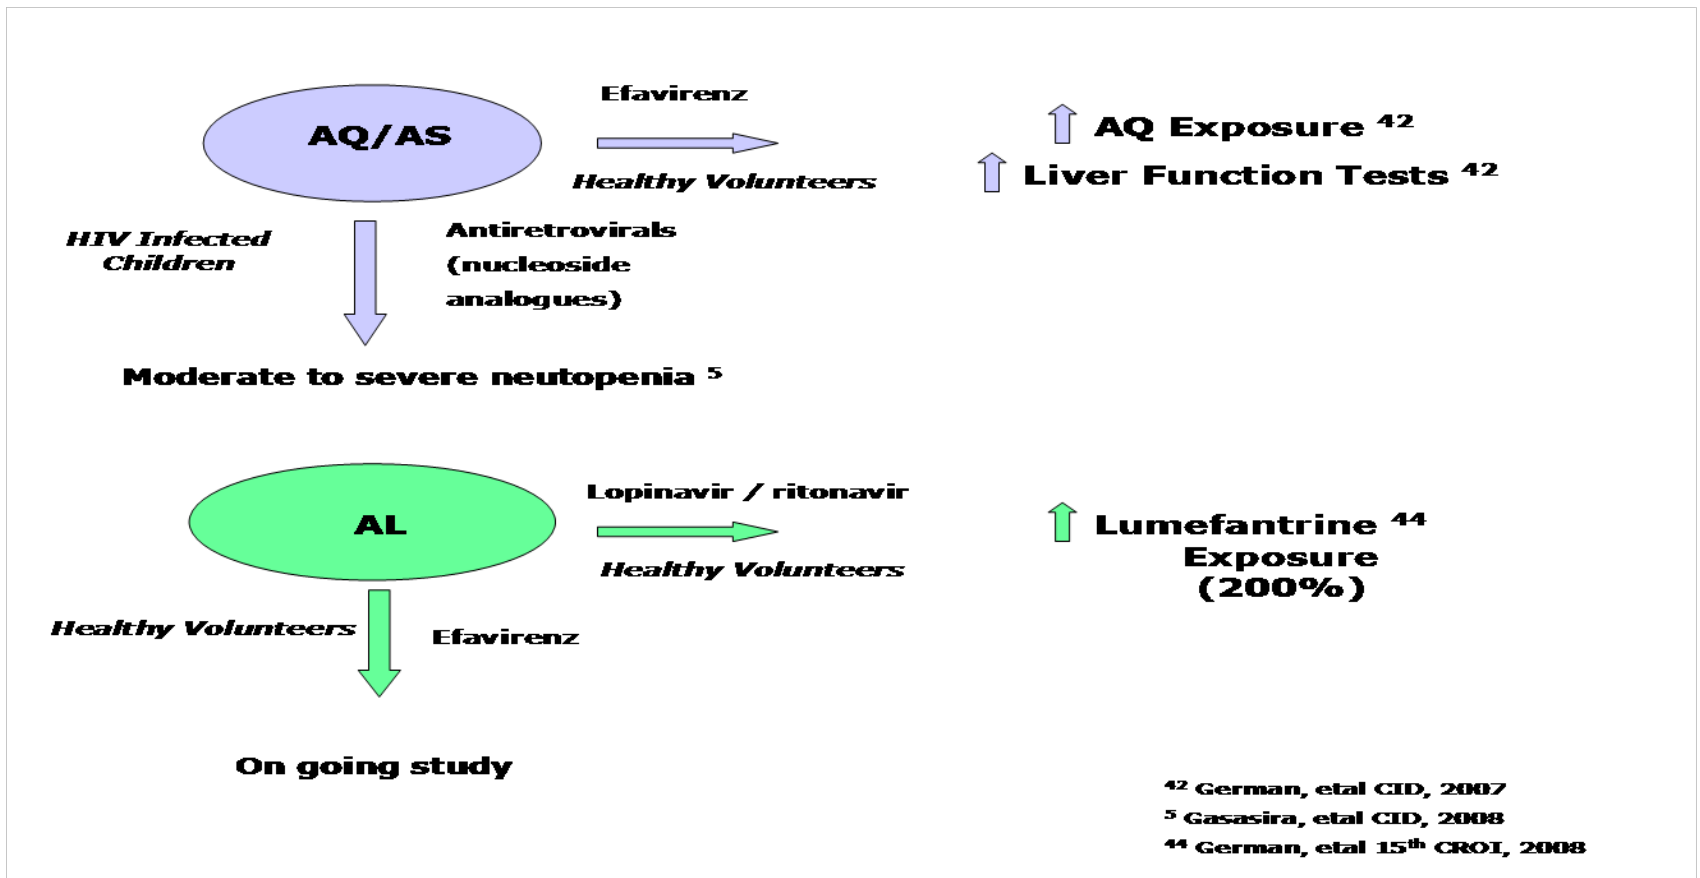 AQ/AS
Efavirenz
Healthy Volunteers
AQ Exposure 42
Liver Function Tests 42
HIV Infected
Children
Antiretrovirals
(nucleoside
analogues)
Moderate to severe neutopenia 5
AL
Lopinavir / ritonavir
Healthy Volunteers
Lumefantrine 44
Exposure
(200%)
Healthy Volunteers
Efavirenz
On going study
42 German, etal CID, 2007
5 Gasasira, etal CID, 2008
44 German, etal 15th CROI, 2008